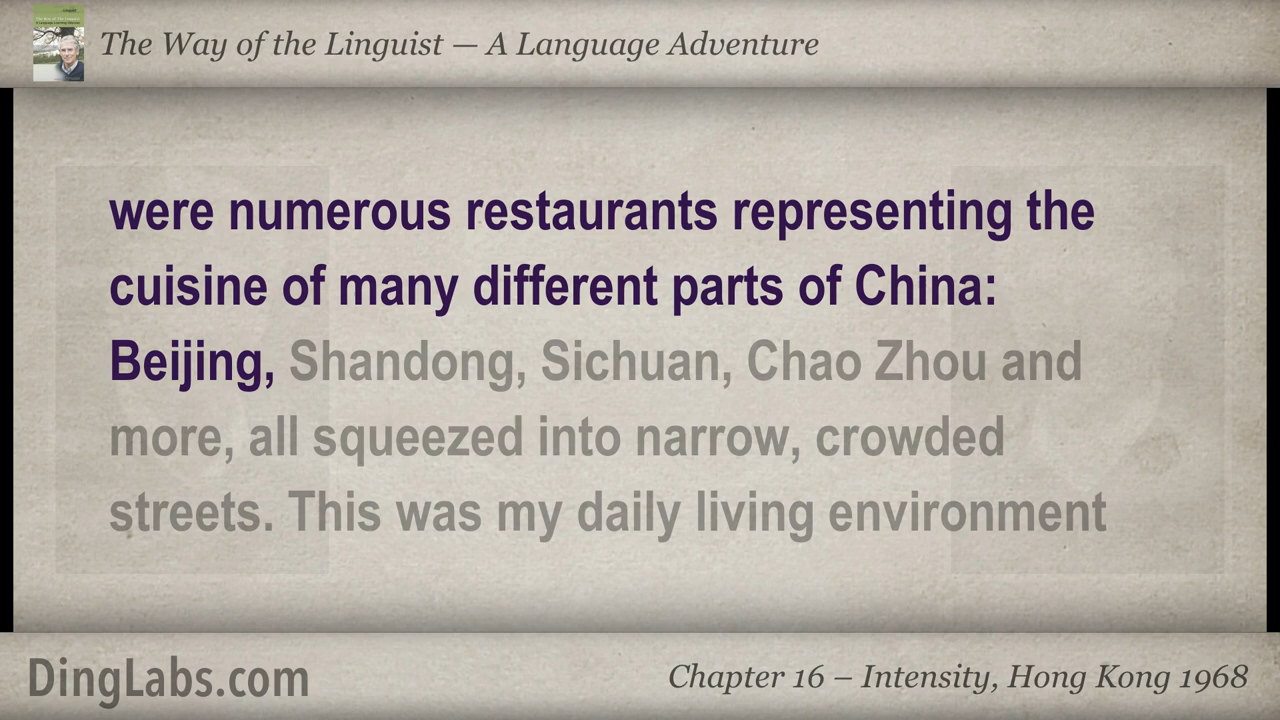 The Way of the Linguist — A Language Adventure
were numerous restaurants representing the
cuisine of many different parts of China:
Beijing, Shandong, Sichuan, Chao Zhou and
more, all squeezed into narrow, crowded
streets. This was my daily living environment
DingLabs.com
Chapter 16 – Intensity, Hong Kong 1968